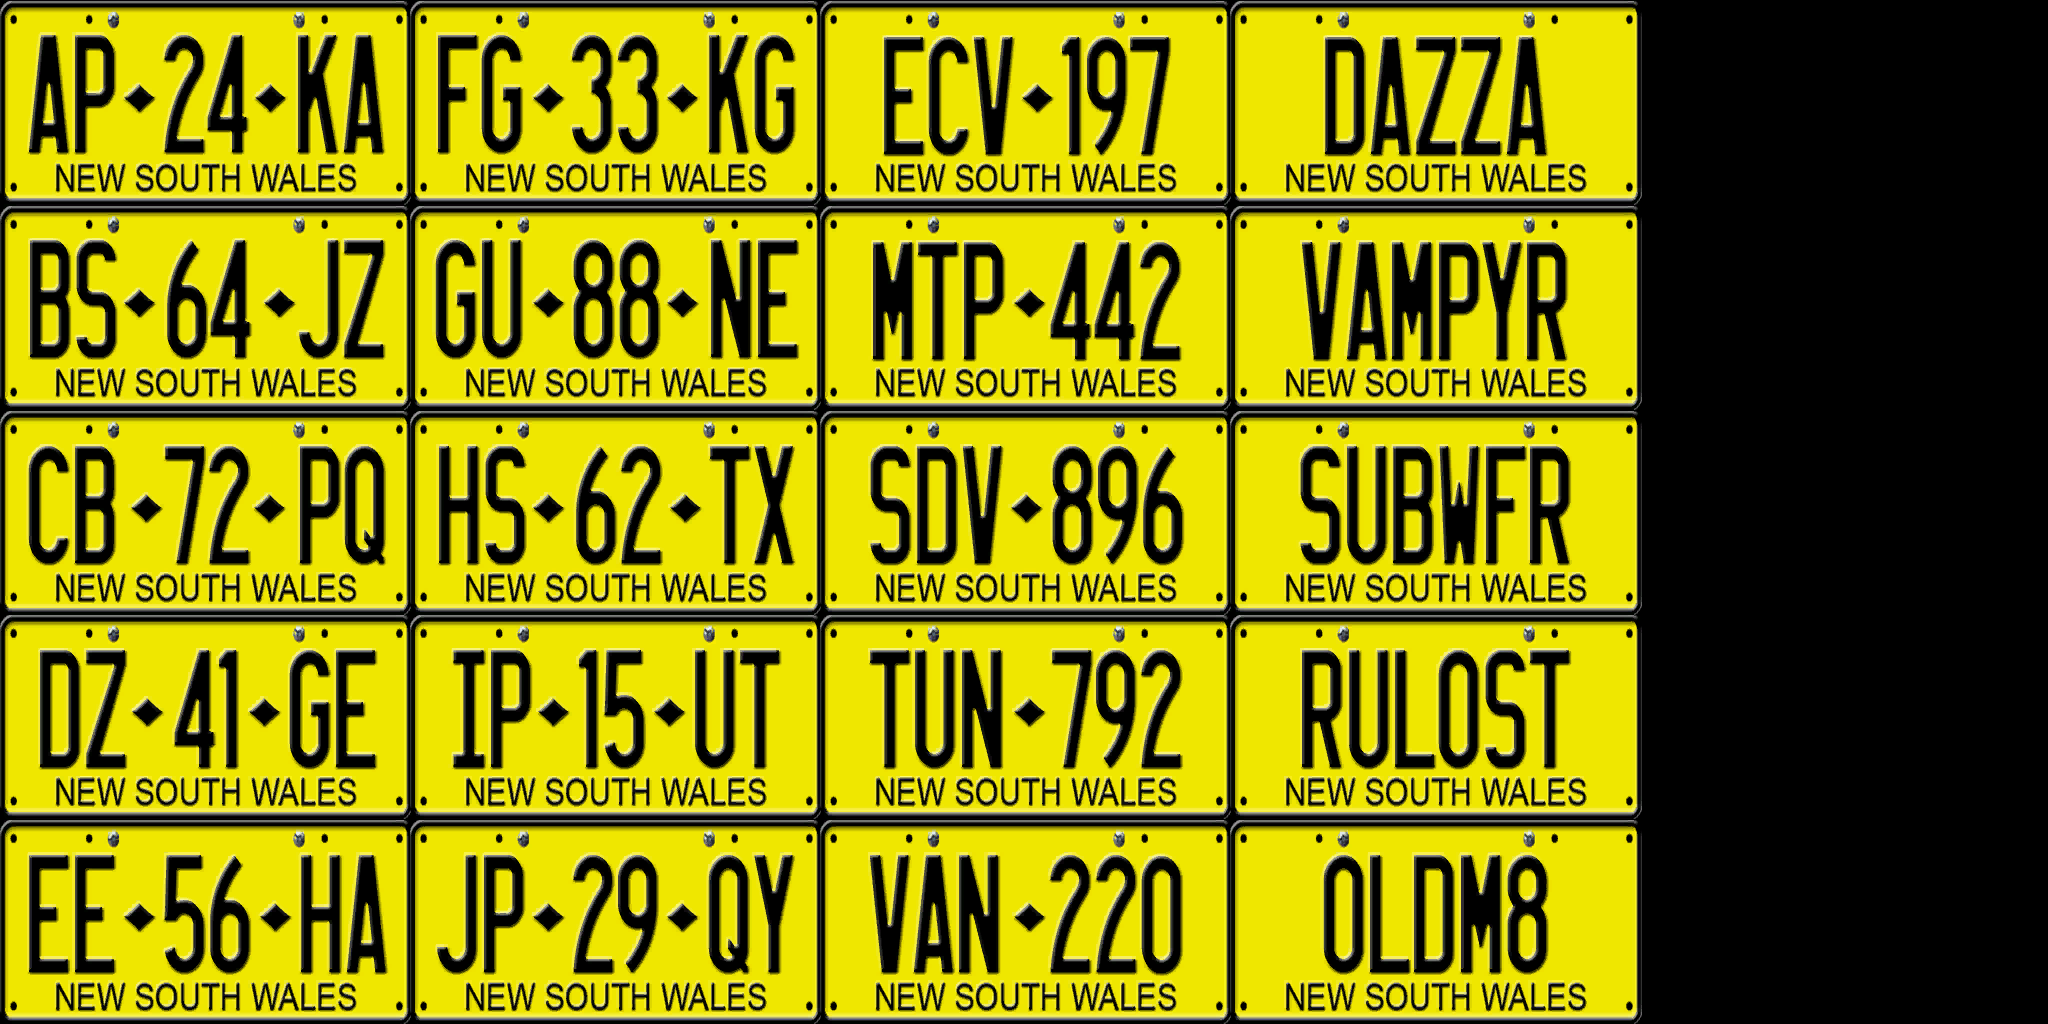 AP◆24◆KA
NEW SOUTH WALES
FG◆33◆KG
NEW SOUTH WALES
ECV◆197
NEW SOUTH WALES
DAZZA
NEW SOUTH WALES
BS◆64◆JZ
NEW SOUTH WALES
GU◆88◆NE
NEW SOUTH WALES
MTP◆442
NEW SOUTH WALES
VAMPYR
NEW SOUTH WALES
CB◆72◆PQ
NEW SOUTH WALES
HS◆62◆TX
NEW SOUTH WALES
SDV◆896
NEW SOUTH WALES
SUBWFR
NEW SOUTH WALES
DZ◆41◆GE
NEW SOUTH WALES
IP◆15◆UT
NEW SOUTH WALES
TUN◆792
NEW SOUTH WALES
RULOST
NEW SOUTH WALES
EE◆56◆HA
NEW SOUTH WALES
JP◆29◆QY
NEW SOUTH WALES
VAN◆220
NEW SOUTH WALES
OLDM8
NEW SOUTH WALES